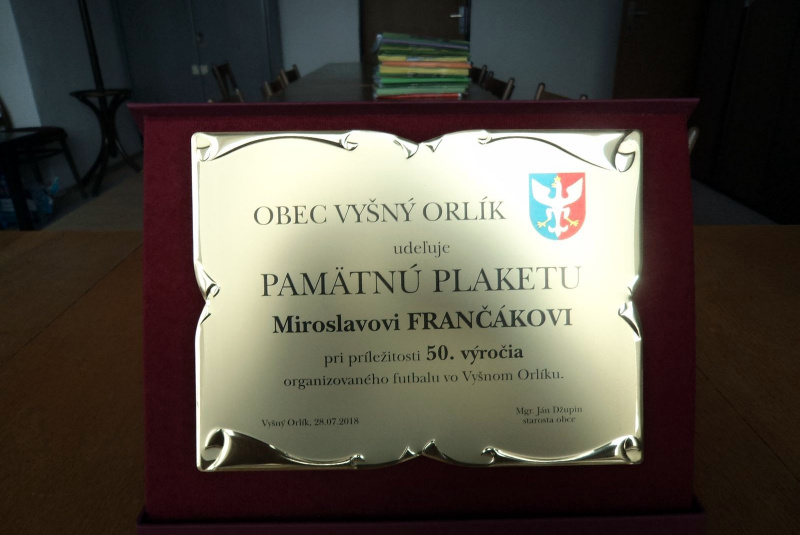 OBEC VYŠNÝ ORLÍK
udeľuje
PAMÄTNÚ PLAKETU
Miroslavovi FRANČÁKOVI
pri príležitosti 50. výročia
organizovaného futbalu vo Vyšnom Orlíku.
Vyšný Orlík, 28.07.2018
Mgr. Ján Džupin
starosta obce